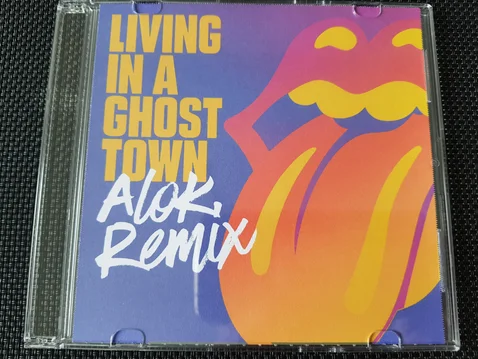 LIVING
IN A
GHOST
TOWN
Alok
Remix